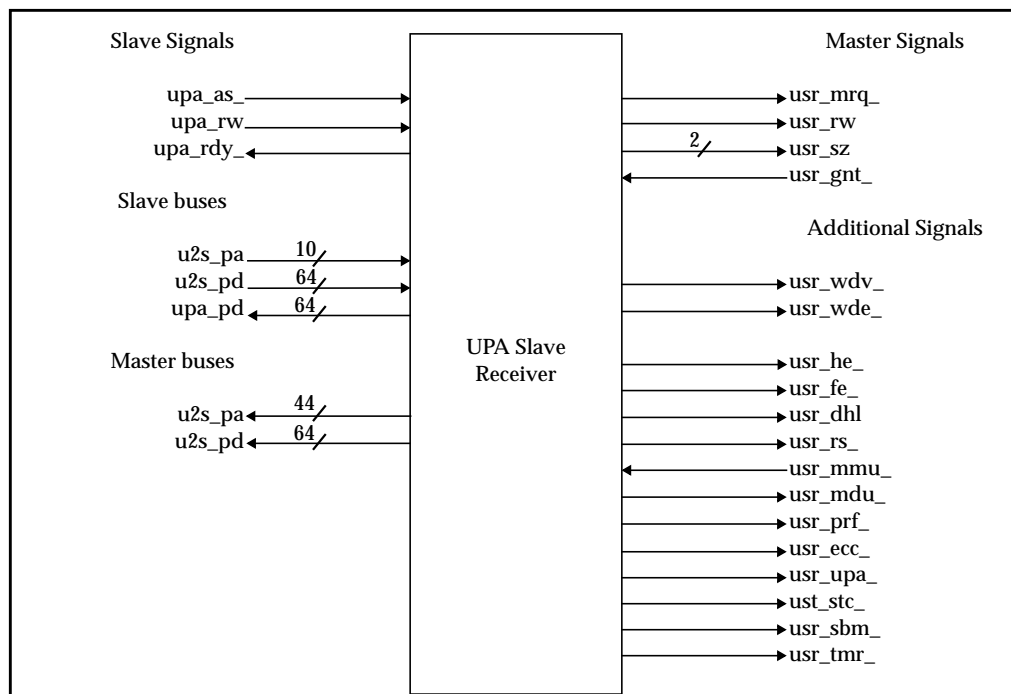 Slave Signals
upa_as_
upa_rw
upa_rdy_
Slave buses
u2s_pa
10
u2s_pd
64
upa_pd
64
Master buses
u2s_pa
44
u2s_pd
64
UPA Slave
Receiver
Master Signals
usr_mrq_
usr_rw
2
usr_sz
usr_gnt_
Additional Signals
usr_wdv_
usr_wde_
usr_he_
usr_fe_
usr_dhl
usr_rs_
usr_mmu_
usr_mdu_
usr_prf_
usr_ecc_
usr_upa_
ust_stc_
usr_sbm_
usr_tmr_